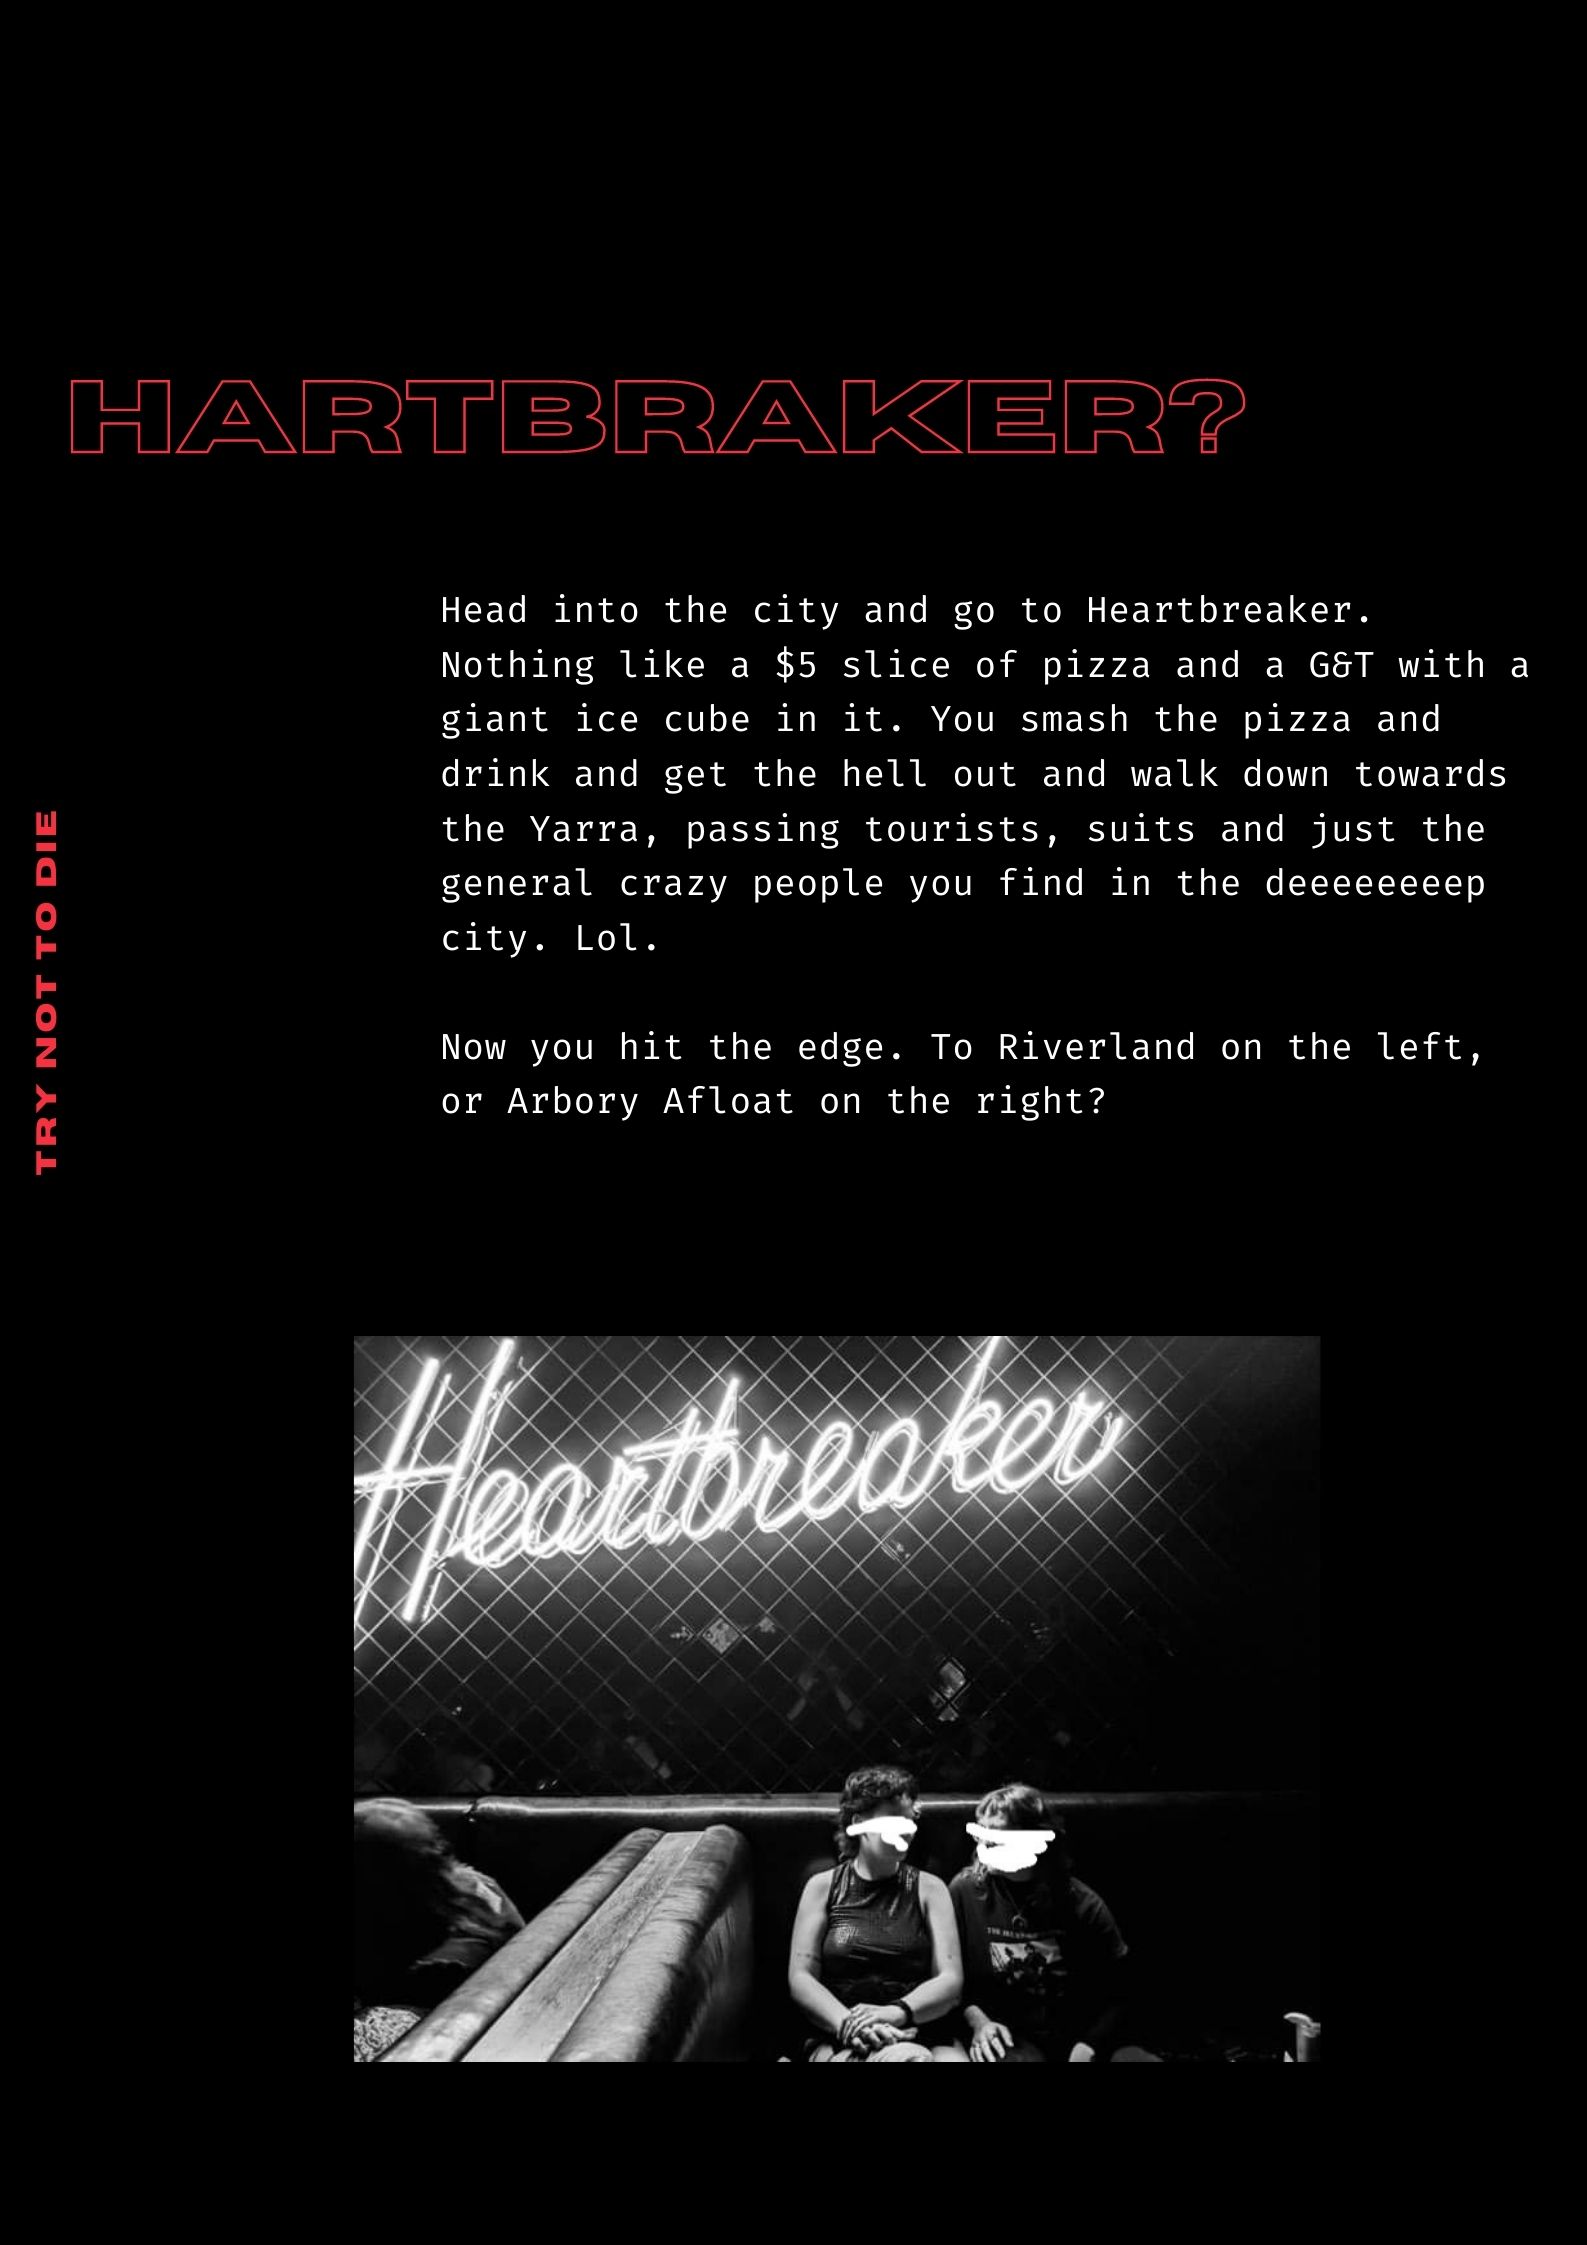 HARTBRAKER?
Head into the city and go to Heartbreaker.
Nothing like a $5 slice of pizza and a G&T with a
giant ice cube in it. You smash the pizza and
drink and get the hell out and walk down towards
the Yarra, passing tourists, suits and just the
general crazy people you find in the deeeeeeeep
city. Lol.
Now you hit the edge. To Riverland on the left,
or Arbory Afloat on the right?
TRY NOT TO DIE
Heartbreaker